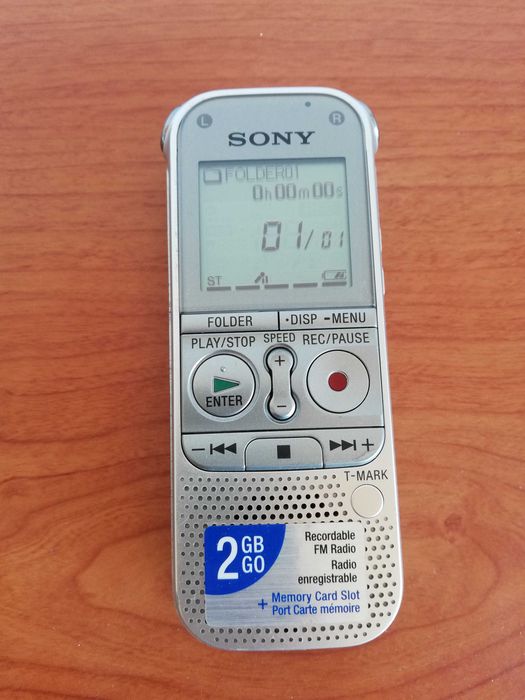 L R
SONY
FOLDER01
0h00m00s
01/01
ST
FOLDER •DISP -MENU
PLAY/STOP SPEED REC/PAUSE
+
ENTER
-
- +
T-MARK
2 GB GO
Recordable
FM Radio
Radio
enregistrable
+ Memory Card Slot
Port Carte mémoire